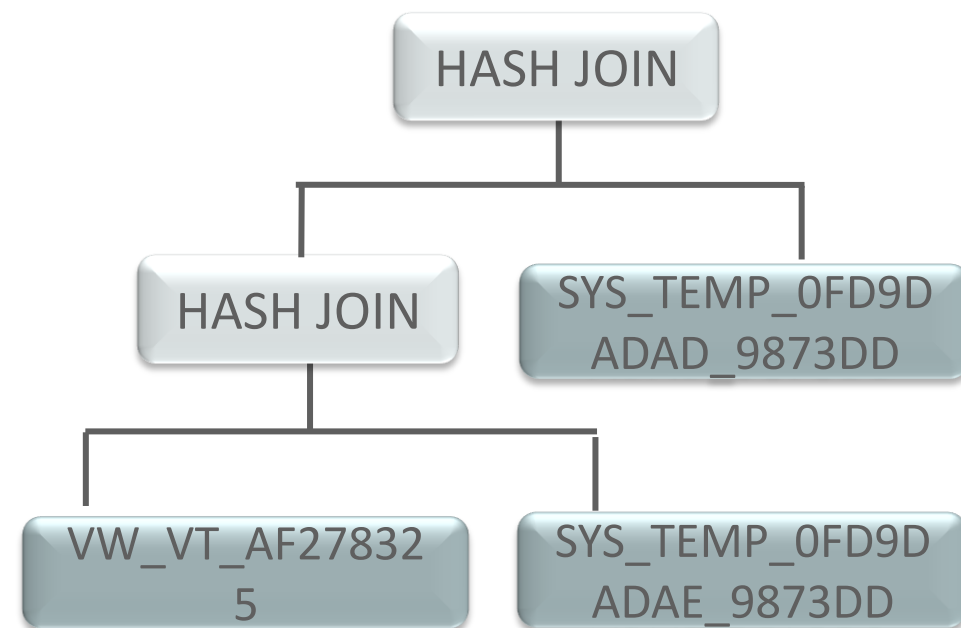 HASH JOIN
HASH JOIN
SYS_TEMP_0FD9D
ADAD_9873DD
VW_VT_AF27832
5
SYS_TEMP_0FD9D
ADAE_9873DD